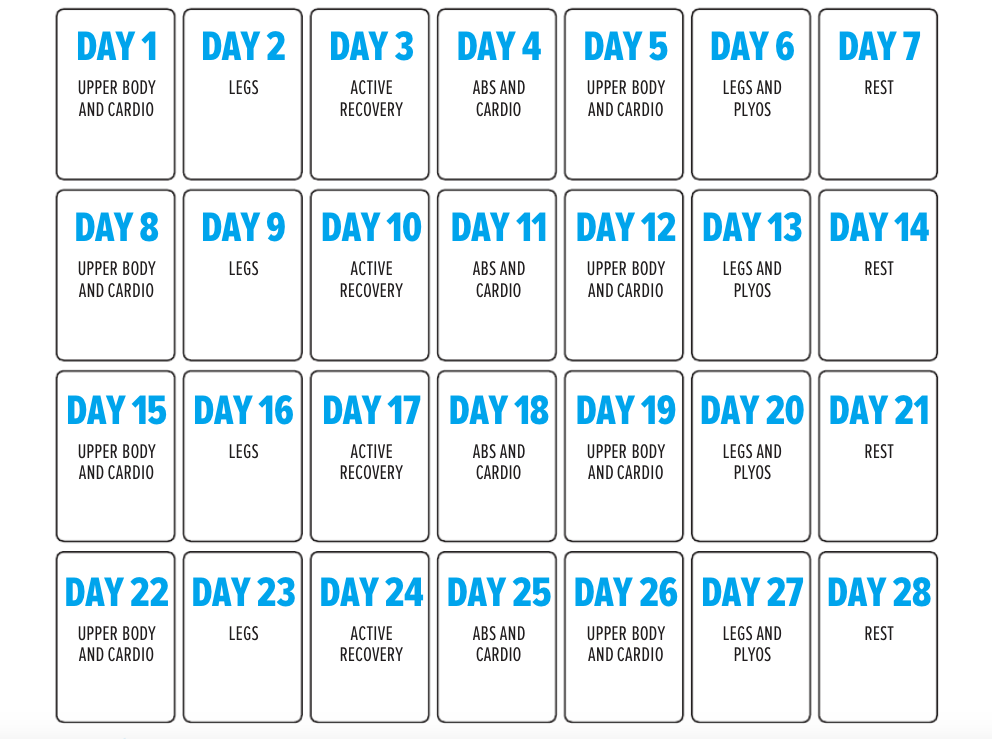 DAY 1
UPPER BODY
AND CARDIO
DAY 2
LEGS
DAY 3
ACTIVE
RECOVERY
DAY 4
ABS AND
CARDIO
DAY 5
UPPER BODY
AND CARDIO
DAY 6
LEGS AND
PLYOS
DAY 7
REST
DAY 8
UPPER BODY
AND CARDIO
DAY 9
LEGS
DAY 10
ACTIVE
RECOVERY
DAY 11
ABS AND
CARDIO
DAY 12
UPPER BODY
AND CARDIO
DAY 13
LEGS AND
PLYOS
DAY 14
REST
DAY 15
UPPER BODY
AND CARDIO
DAY 16
LEGS
DAY 17
ACTIVE
RECOVERY
DAY 18
ABS AND
CARDIO
DAY 19
UPPER BODY
AND CARDIO
DAY 20
LEGS AND
PLYOS
DAY 21
REST
DAY 22
UPPER BODY
AND CARDIO
DAY 23
LEGS
DAY 24
ACTIVE
RECOVERY
DAY 25
ABS AND
CARDIO
DAY 26
UPPER BODY
AND CARDIO
DAY 27
LEGS AND
PLYOS
DAY 28
REST